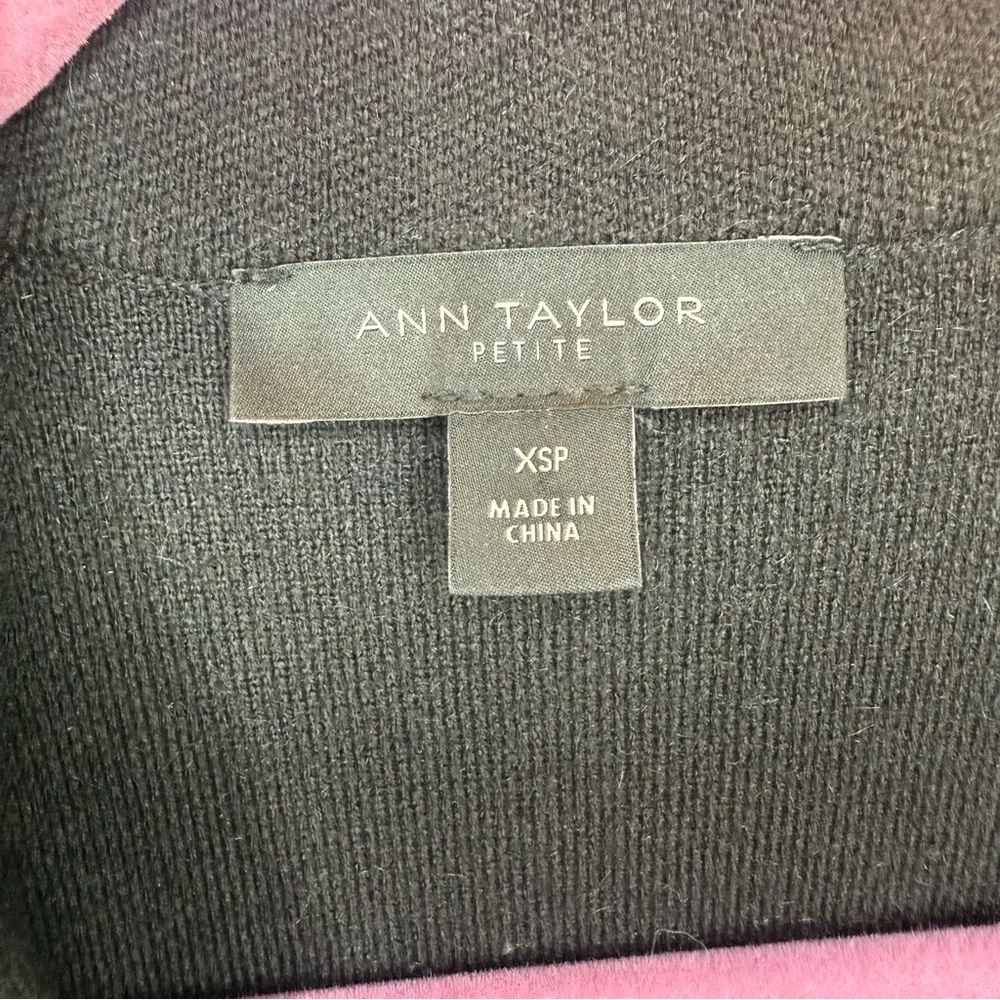 ANN TAYLOR
PETITE
XSP
MADE IN
CHINA